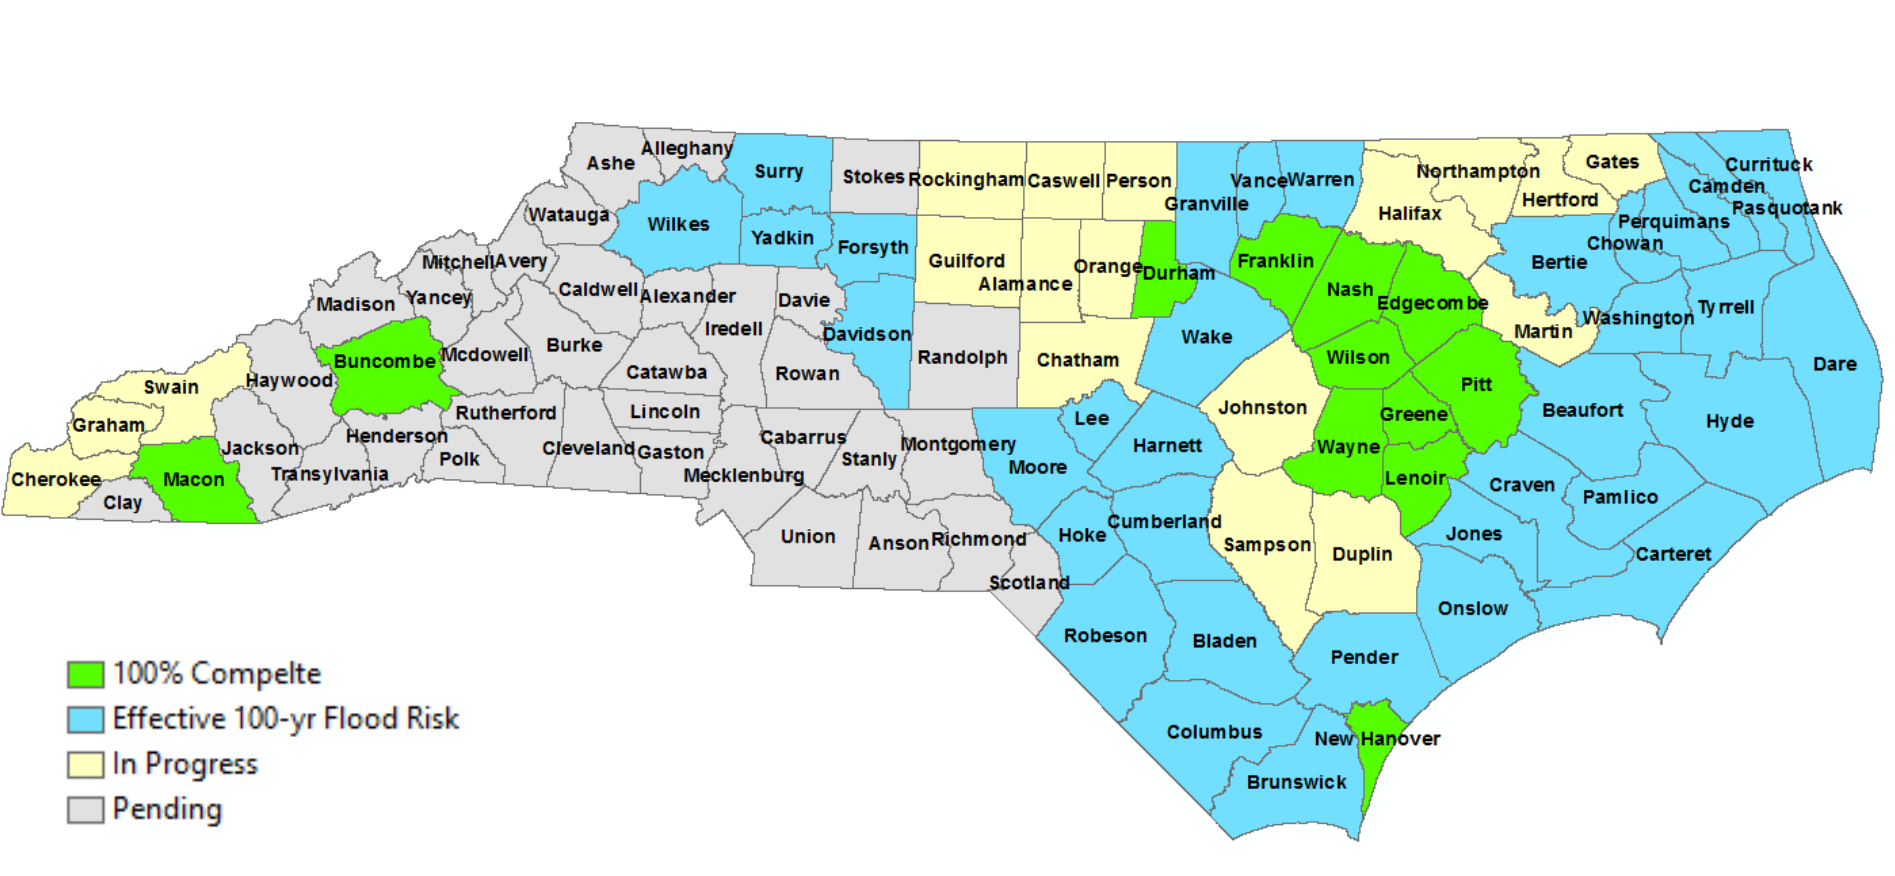 Alleghany
Ashe
Surry
Stokes
Rockingham
Caswell
Person
Granville
Vance
Warren
Northampton
Halifax
Hertford
Gates
Currituck
Camden
Pasquotank
Perquimans
Chowan
Bertie
Watauga
Wilkes
Yadkin
Forsyth
Guilford
Alamance
Orange
Durham
Franklin
Nash
Edgecombe
Martin
Washington
Tyrrell
Dare
Mitchell
Avery
Caldwell
Alexander
Davie
Iredell
Davidson
Randolph
Chatham
Wake
Wilson
Pitt
Beaufort
Hyde
Madison
Yancey
Buncombe
Mcdowell
Burke
Catawba
Rowan
Johnston
Greene
Wayne
Lenoir
Craven
Pamlico
Swain
Haywood
Graham
Cherokee
Clay
Macon
Jackson
Transylvania
Henderson
Polk
Rutherford
Cleveland
Lincoln
Gaston
Mecklenburg
Cabarrus
Stanly
Montgomery
Moore
Lee
Harnett
Union
Anson
Richmond
Scotland
Hoke
Cumberland
Sampson
Duplin
Jones
Carteret
Onslow
Robeson
Bladen
Pender
Columbus
New Hanover
Brunswick
100% Compelte
Effective 100-yr Flood Risk
In Progress
Pending